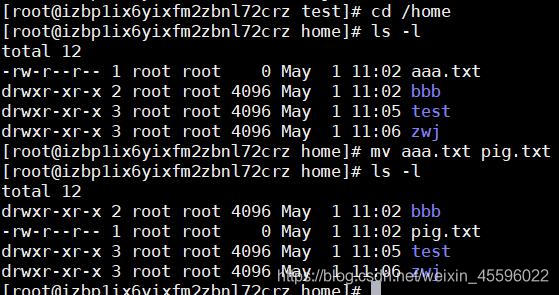 [root@izbp1ix6yixfm2zbnl72crz test]# cd /home
[root@izbp1ix6yixfm2zbnl72crz home]# ls -l
total 12
-rw-r--r-- 1 root root    0 May  1 11:02 aaa.txt
drwxr-xr-x 2 root root 4096 May  1 11:02 bbb
drwxr-xr-x 3 root root 4096 May  1 11:05 test
drwxr-xr-x 3 root root 4096 May  1 11:06 zwj
[root@izbp1ix6yixfm2zbnl72crz home]# mv aaa.txt pig.txt
[root@izbp1ix6yixfm2zbnl72crz home]# ls -l
total 12
drwxr-xr-x 2 root root 4096 May  1 11:02 bbb
-rw-r--r-- 1 root root    0 May  1 11:02 pig.txt
drwxr-xr-x 3 root root 4096 May  1 11:05 test
drwxr-xr-x 3 root root 4096 May  1 11:06 zwj
https://blog.csdn.net/weixin_45596022
[root@izbp1ix6yixfm2zbnl72crz home]#